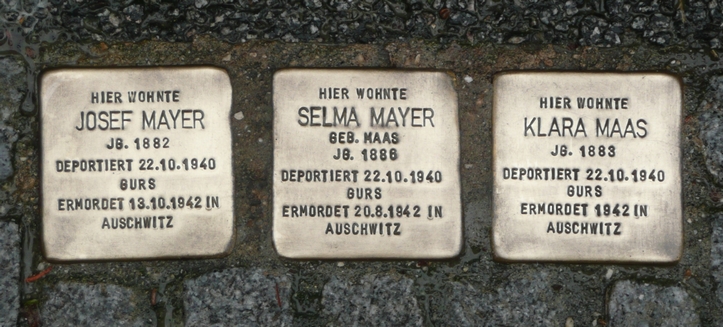 HIER WOHNTE
JOSEF MAYER
JG. 1882
DEPORTIERT 22.10.1940
GURS
ERMORDET 13.10.1942 IN
AUSCHWITZ
HIER WOHNTE
SELMA MAYER
GEB. MAAS
JG. 1886
DEPORTIERT 22.10.1940
GURS
ERMORDET 20.8.1942 IN
AUSCHWITZ
HIER WOHNTE
KLARA MAAS
JG. 1883
DEPORTIERT 22.10.1940
GURS
ERMORDET 1942 IN
AUSCHWITZ